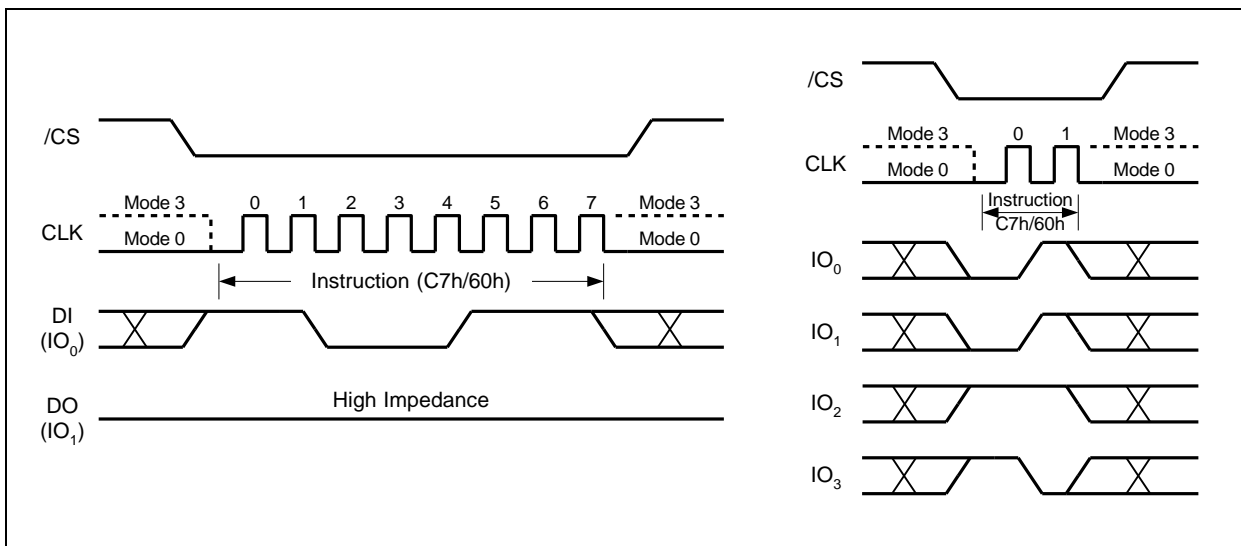 /CS
Mode 3 0 1 2 3 4 5 6 7 Mode 3
CLK
Mode 0 Mode 0
Instruction (C7h/60h)
DI
(IO0)
High Impedance
DO
(IO1)
/CS
Mode 3 0 1 Mode 3
CLK
Mode 0 Mode 0
Instruction
C7h/60h
IO0
IO1
IO2
IO3